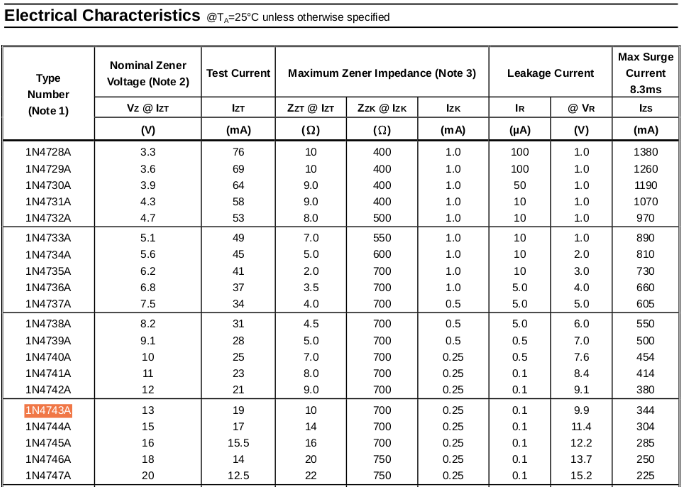 Electrical Characteristics @TA=25°C unless otherwise specified
Type Number (Note 1) Nominal Zener Voltage (Note 2) Test Current Maximum Zener Impedance (Note 3) Leakage Current Max Surge Current 8.3ms
VZ @ IZT IZT ZZT @ IZT ZZK @ IZK IZK IR @ VR IZS
(V) (mA) (Ω) (Ω) (mA) (µA) (V) (mA)
1N4728A 3.3 76 10 400 1.0 100 1.0 1380
1N4729A 3.6 69 10 400 1.0 100 1.0 1260
1N4730A 3.9 64 9.0 400 1.0 50 1.0 1190
1N4731A 4.3 58 9.0 400 1.0 10 1.0 1070
1N4732A 4.7 53 8.0 500 1.0 10 1.0 970
1N4733A 5.1 49 7.0 550 1.0 10 1.0 890
1N4734A 5.6 45 5.0 600 1.0 10 2.0 810
1N4735A 6.2 41 2.0 700 1.0 10 3.0 730
1N4736A 6.8 37 3.5 700 1.0 5.0 4.0 660
1N4737A 7.5 34 4.0 700 0.5 5.0 5.0 605
1N4738A 8.2 31 4.5 700 0.5 5.0 6.0 550
1N4739A 9.1 28 5.0 700 0.5 0.5 7.0 500
1N4740A 10 25 7.0 700 0.25 0.5 7.6 454
1N4741A 11 23 8.0 700 0.25 0.1 8.4 414
1N4742A 12 21 9.0 700 0.25 0.1 9.1 380
1N4743A 13 19 10 700 0.25 0.1 9.9 344
1N4744A 15 17 14 700 0.25 0.1 11.4 304
1N4745A 16 15.5 16 700 0.25 0.1 12.2 285
1N4746A 18 14 20 750 0.25 0.1 13.7 250
1N4747A 20 12.5 22 750 0.25 0.1 15.2 225